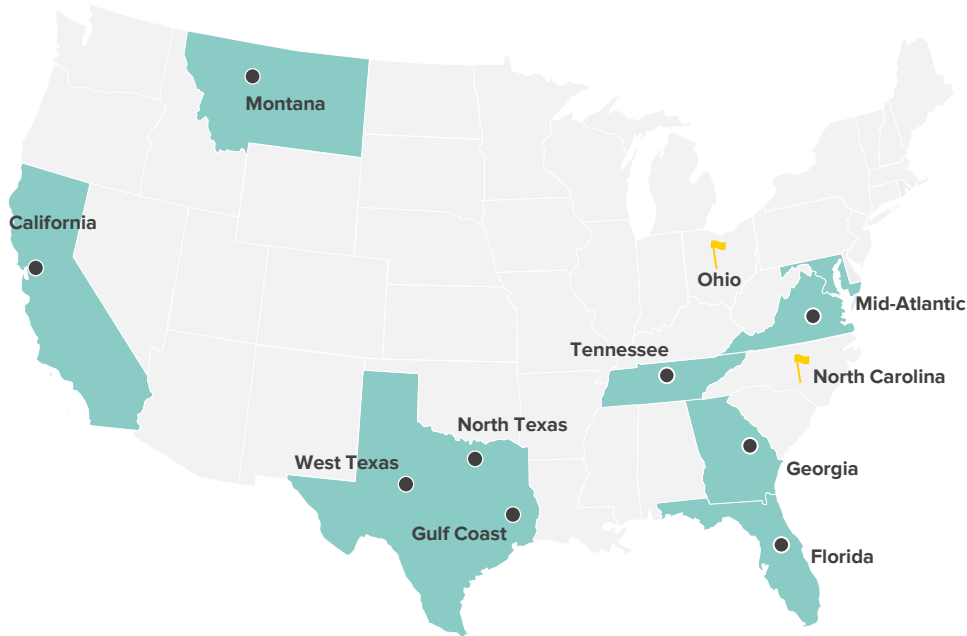 Montana
California
Ohio
Mid-Atlantic
Tennessee
North Carolina
North Texas
West Texas
Georgia
Gulf Coast
Florida